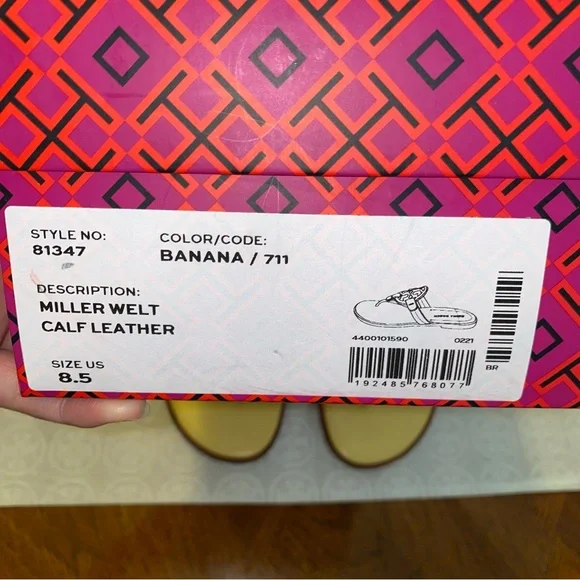 STYLE NO:
81347
COLOR/CODE:
BANANA / 711
DESCRIPTION:
MILLER WELT
CALF LEATHER
SIZE US
8.5
4400101590
0221
192485 768077
BR